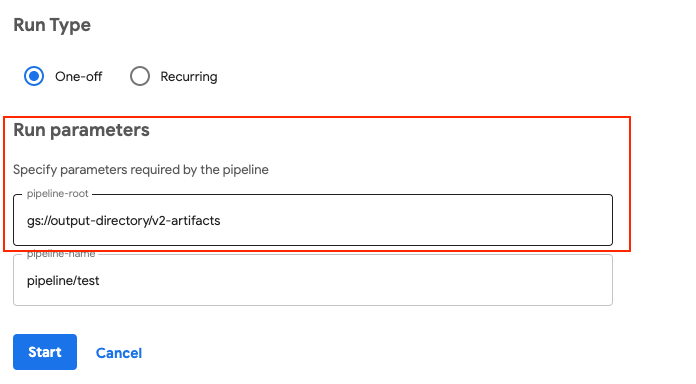 Run Type
One-off Recurring
Run parameters
Specify parameters required by the pipeline
pipeline-root
gs://output-directory/v2-artifacts
pipeline-name
pipeline/test
Start Cancel